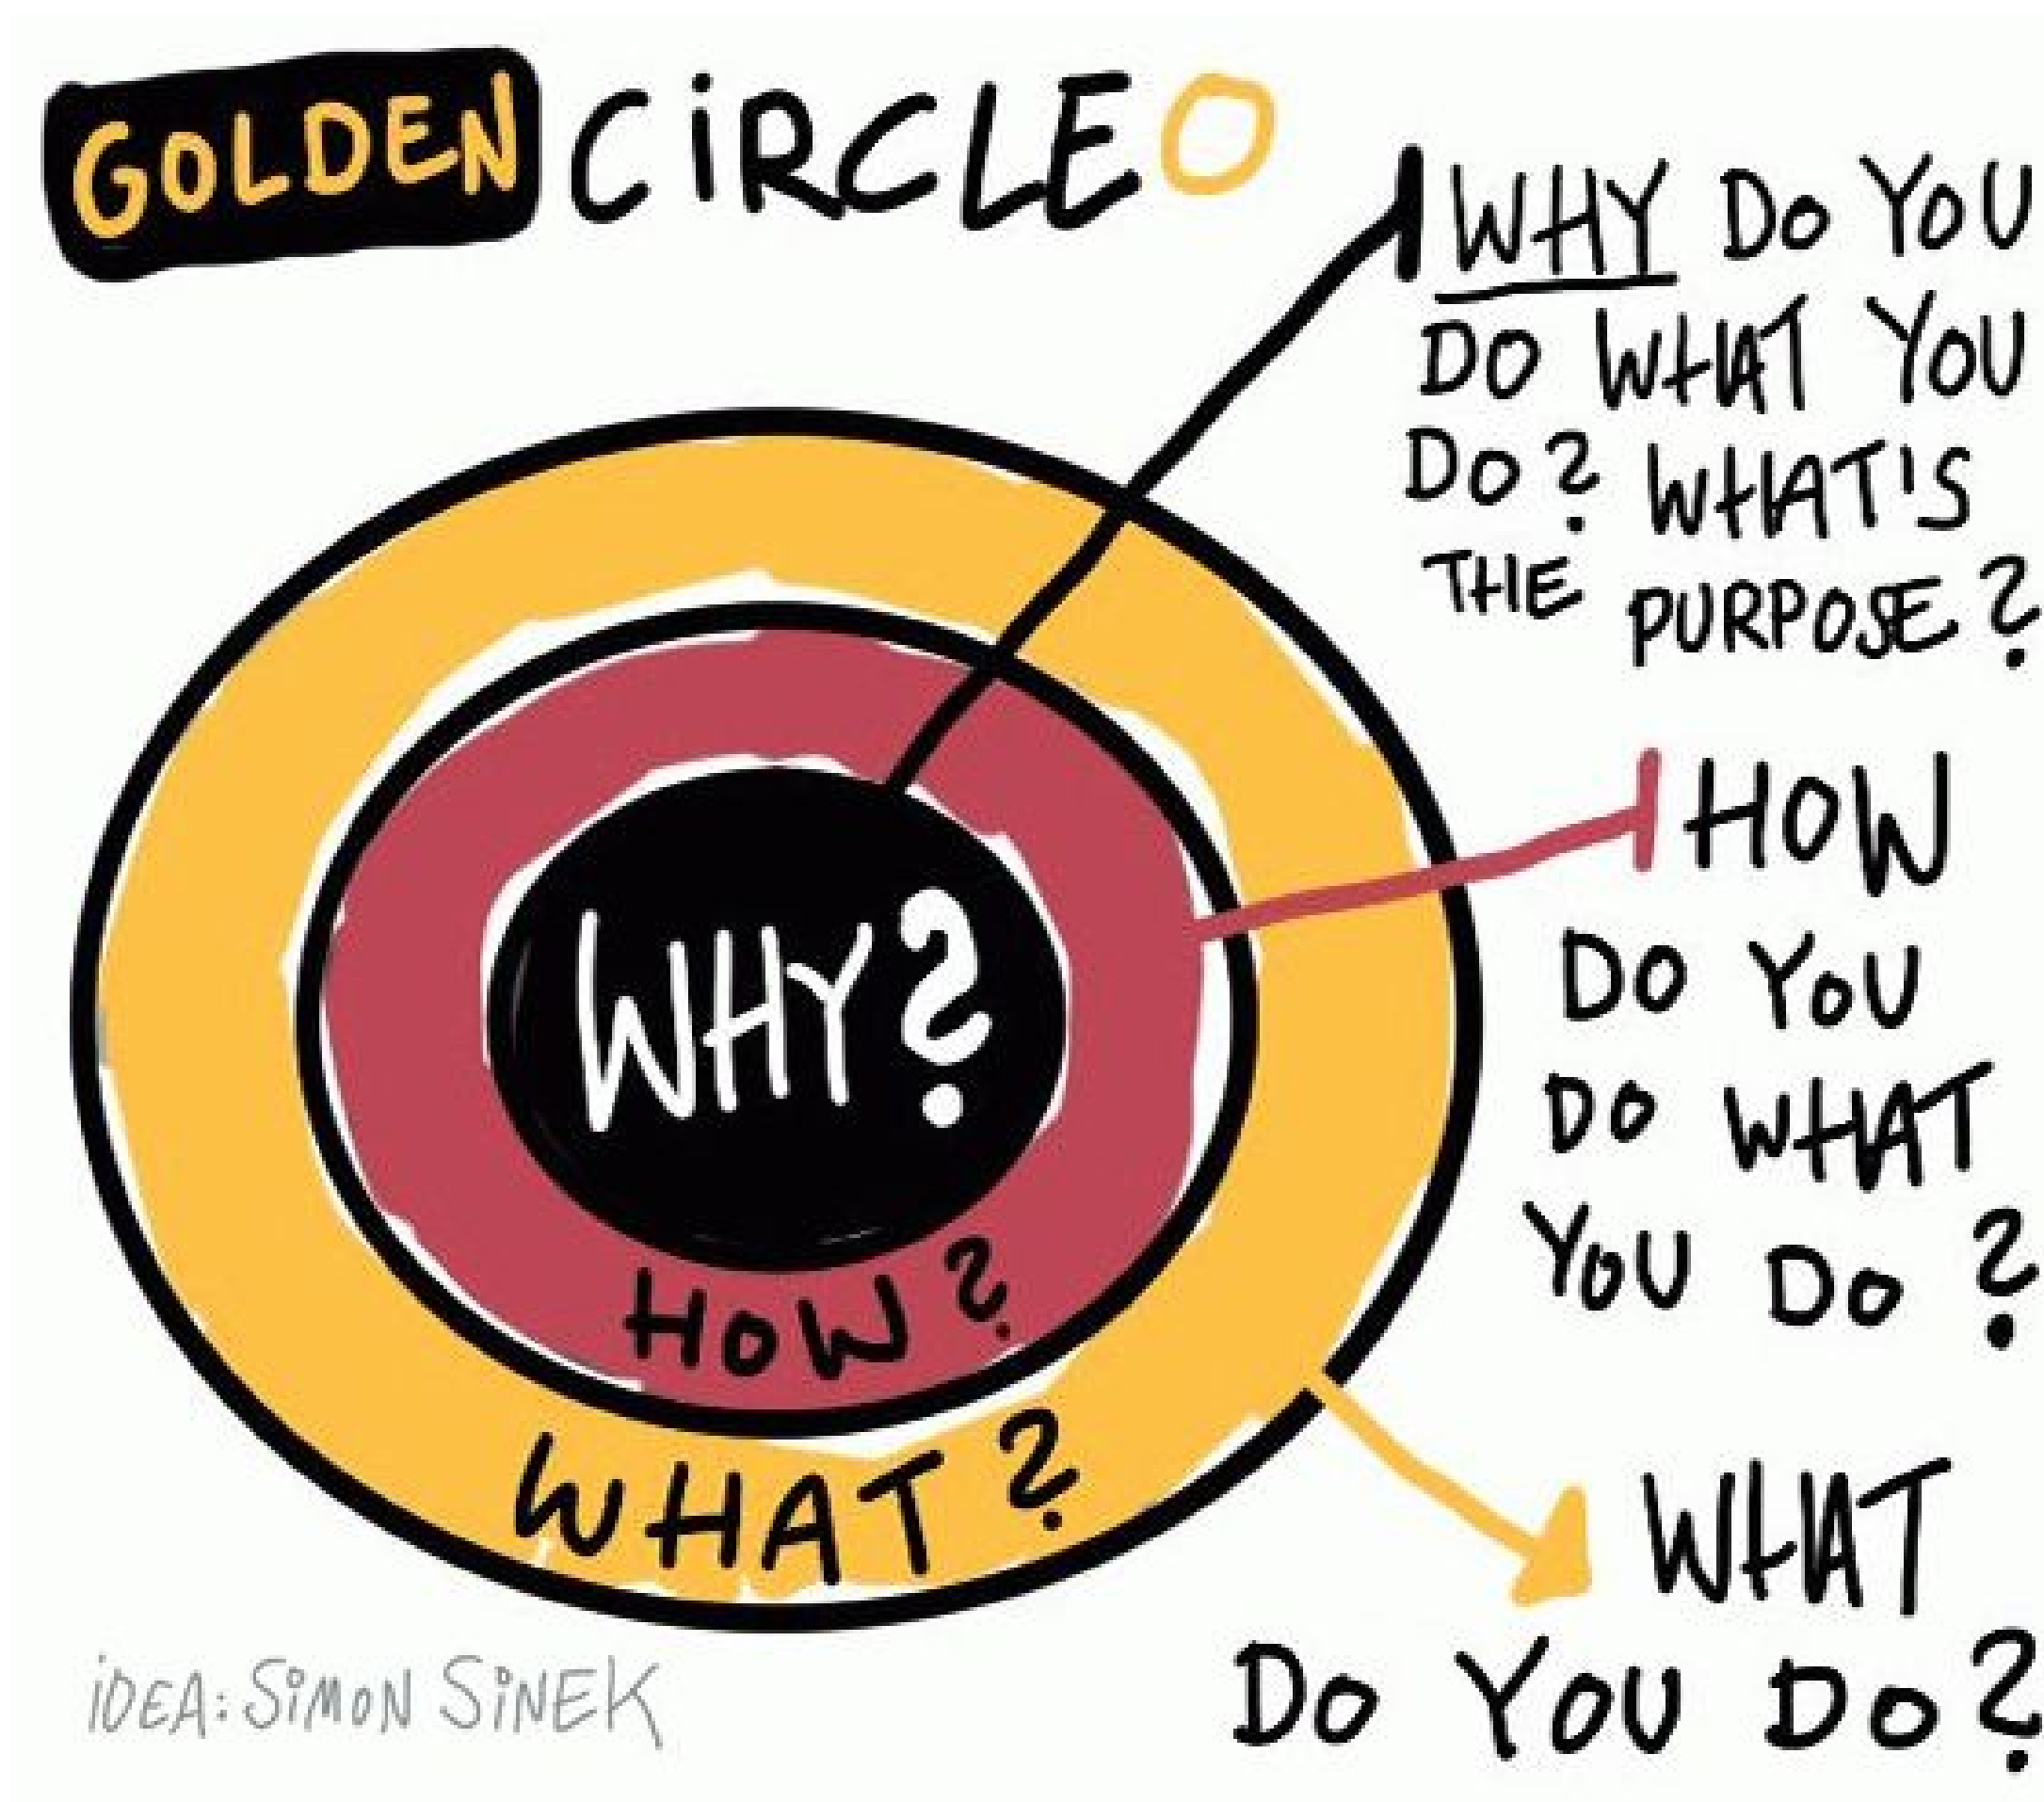 GOLDEN CiRCLE
WHY DO YOU
DO WHAT YOU
DO? WHAT'S
THE PURPOSE?
WHY?
HOW?
WHAT?
HOW
DO YOU
DO WHAT
YOU DO?
WHAT
DO YOU DO?
iDEA: SiMON SiNEK